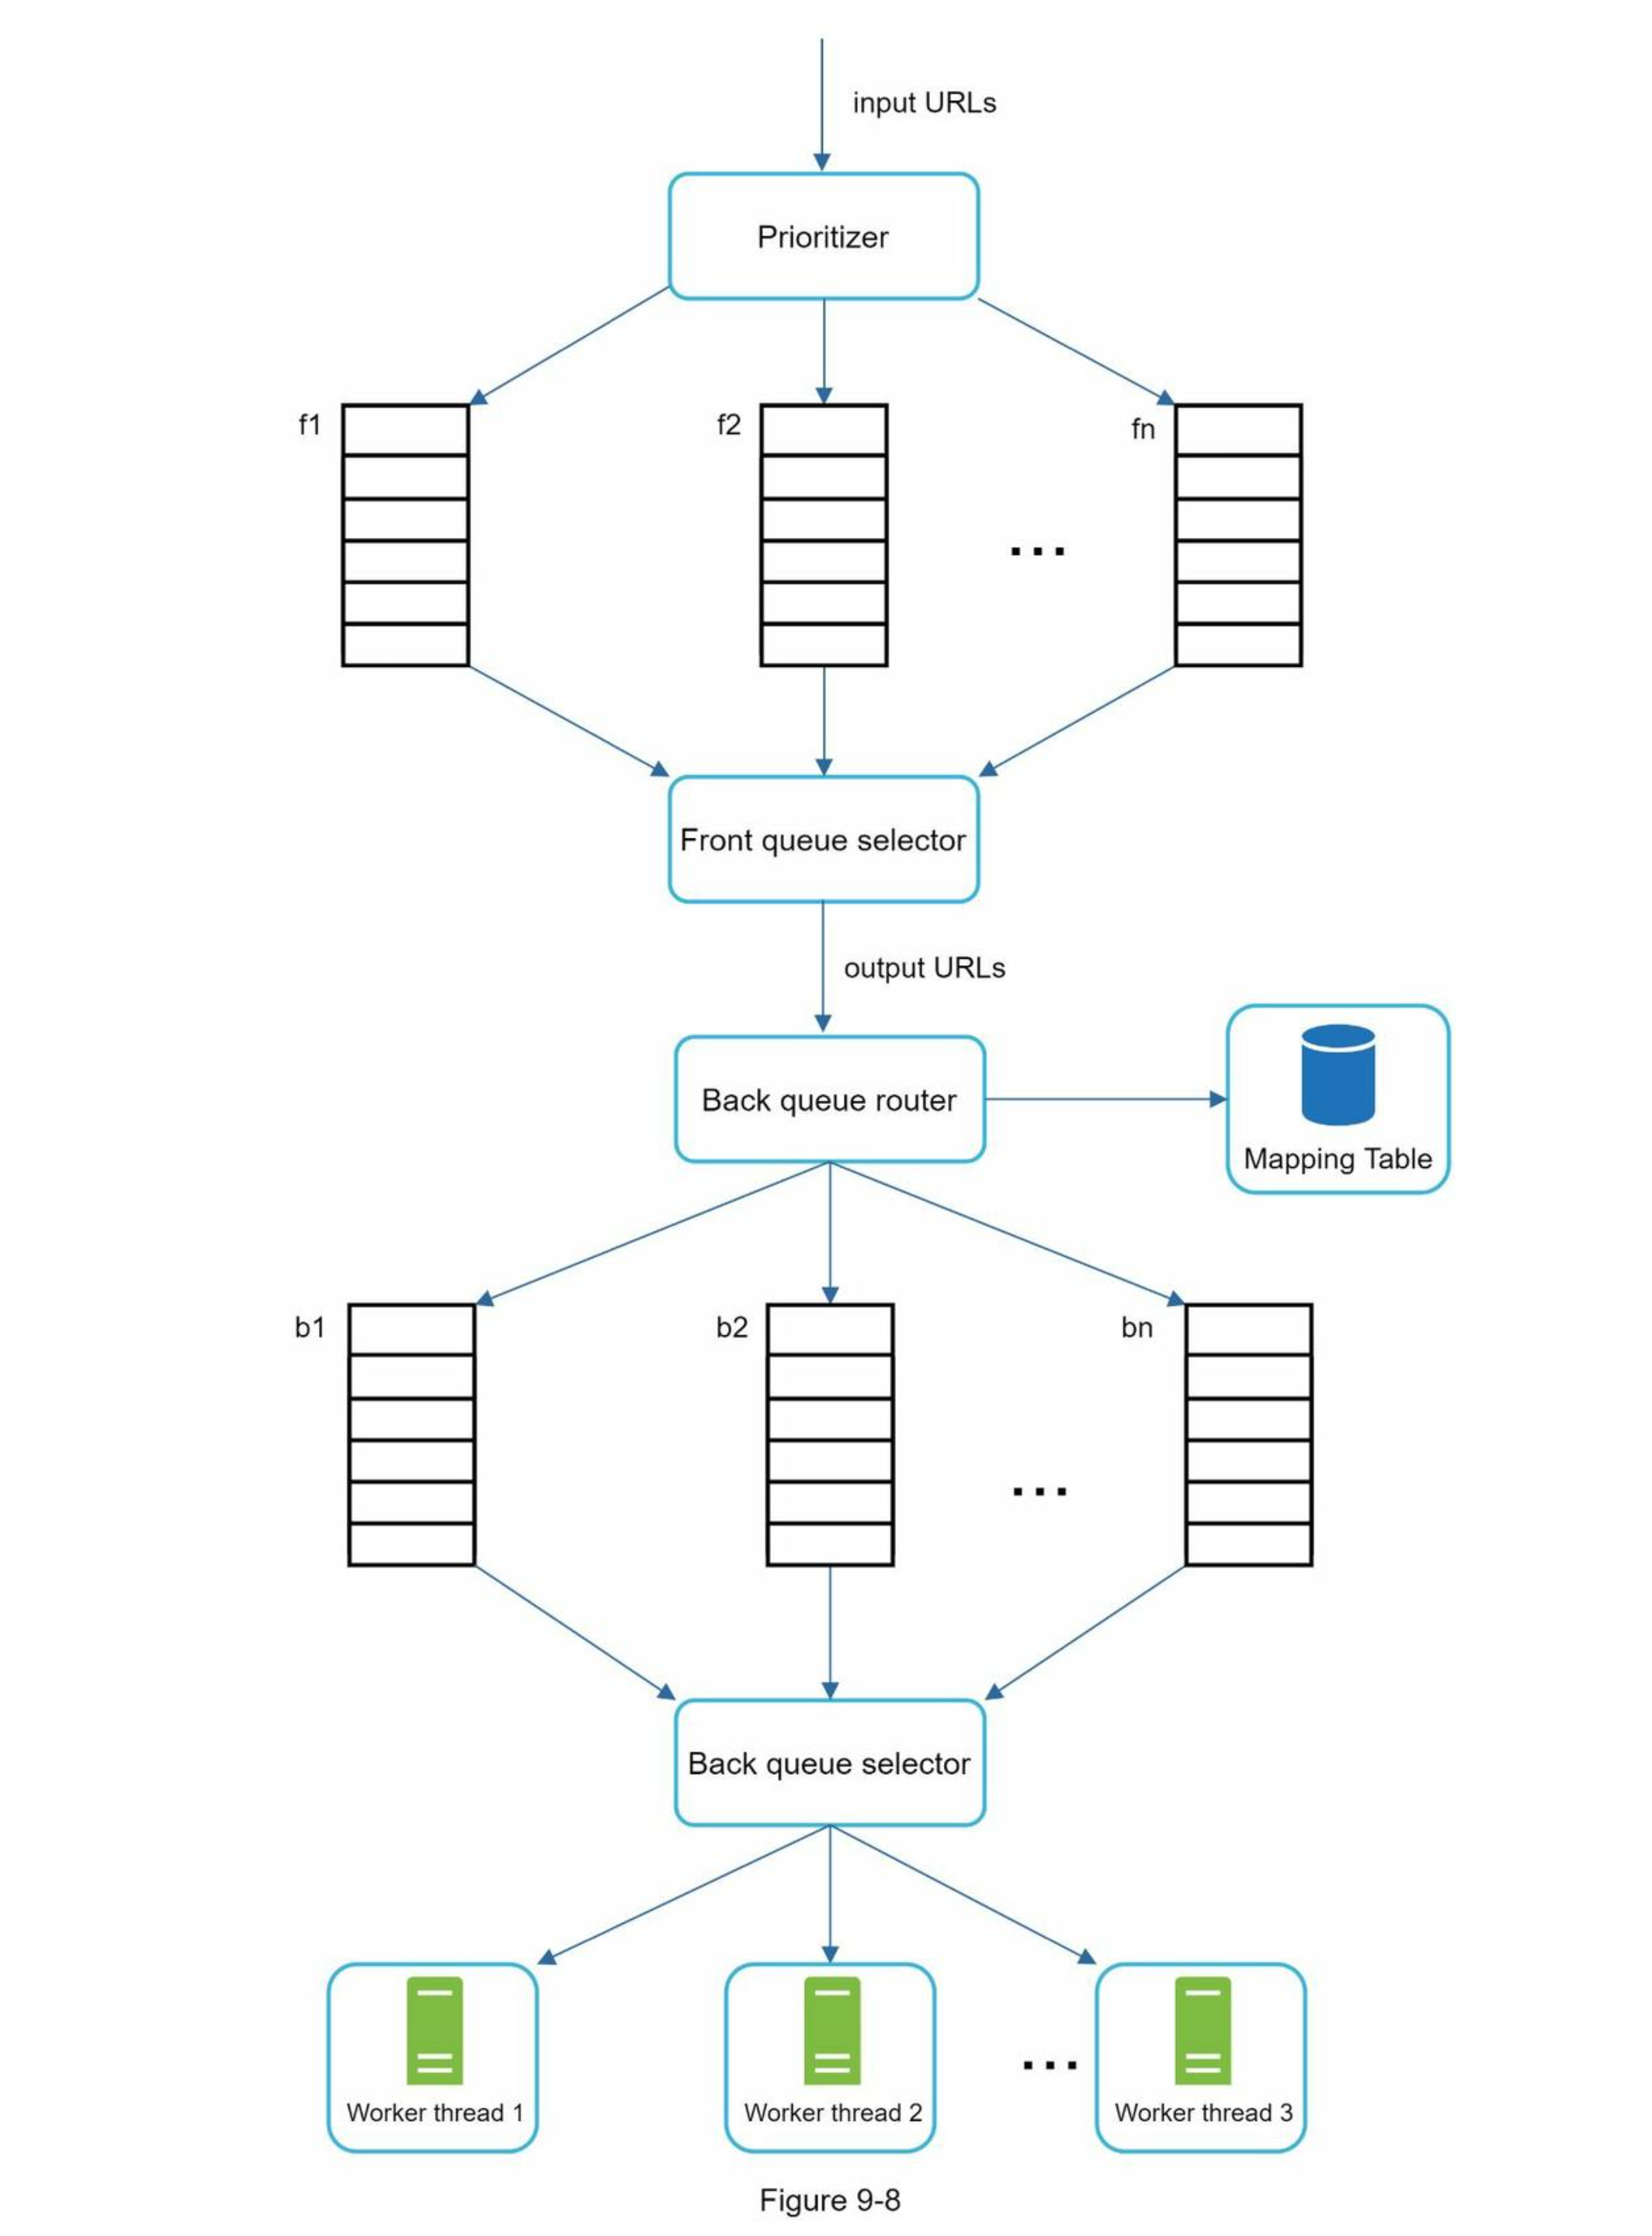 input URLs
Prioritizer
f1
f2
fn
...
Front queue selector
output URLs
Back queue router
Mapping Table
b1
b2
bn
...
Back queue selector
...
Worker thread 1
Worker thread 2
Worker thread 3
Figure 9-8